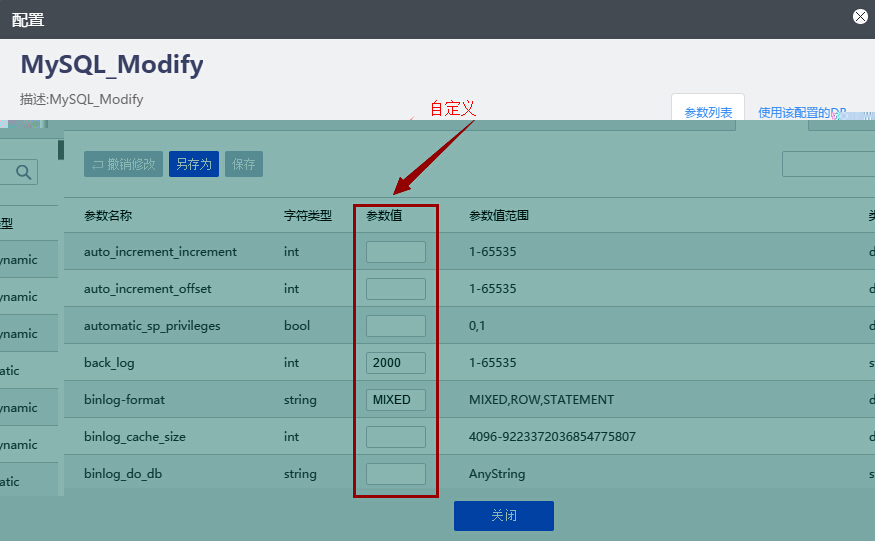 配置
MySQL_Modify
描述:MySQL_Modify
自定义
参数列表 使用该配置的DB
撤销修改 另存为 保存
型 参数名称 字符类型 参数值 参数值范围
ynamic auto_increment_increment int 1-65535 d
ynamic auto_increment_offset int 1-65535 d
ynamic automatic_sp_privileges bool 0,1 d
atic back_log int 2000 1-65535 s
ynamic binlog-format string MIXED MIXED,ROW,STATEMENT d
ynamic binlog_cache_size int 4096-9223372036854775807 d
atic binlog_do_db string AnyString s
关闭